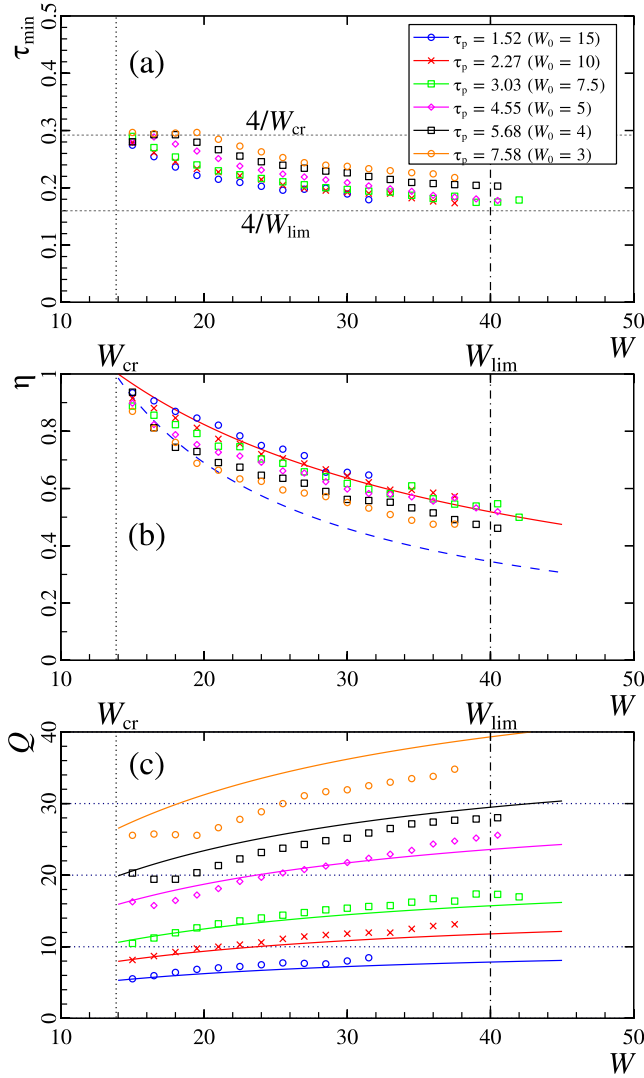 τmin
0.5
0.4
0.3
0.2
0.1
0
(a)
τp = 1.52 (W0 = 15)
τp = 2.27 (W0 = 10)
τp = 3.03 (W0 = 7.5)
τp = 4.55 (W0 = 5)
τp = 5.68 (W0 = 4)
τp = 7.58 (W0 = 3)
4/Wcr
4/Wlim
10 20 30 40 50
W
Wcr
Wlim
η
1
0.8
0.6
0.4
0.2
0
(b)
10 20 30 40 50
W
Wcr
Wlim
Q
40
30
20
10
0
(c)
10 20 30 40 50
W